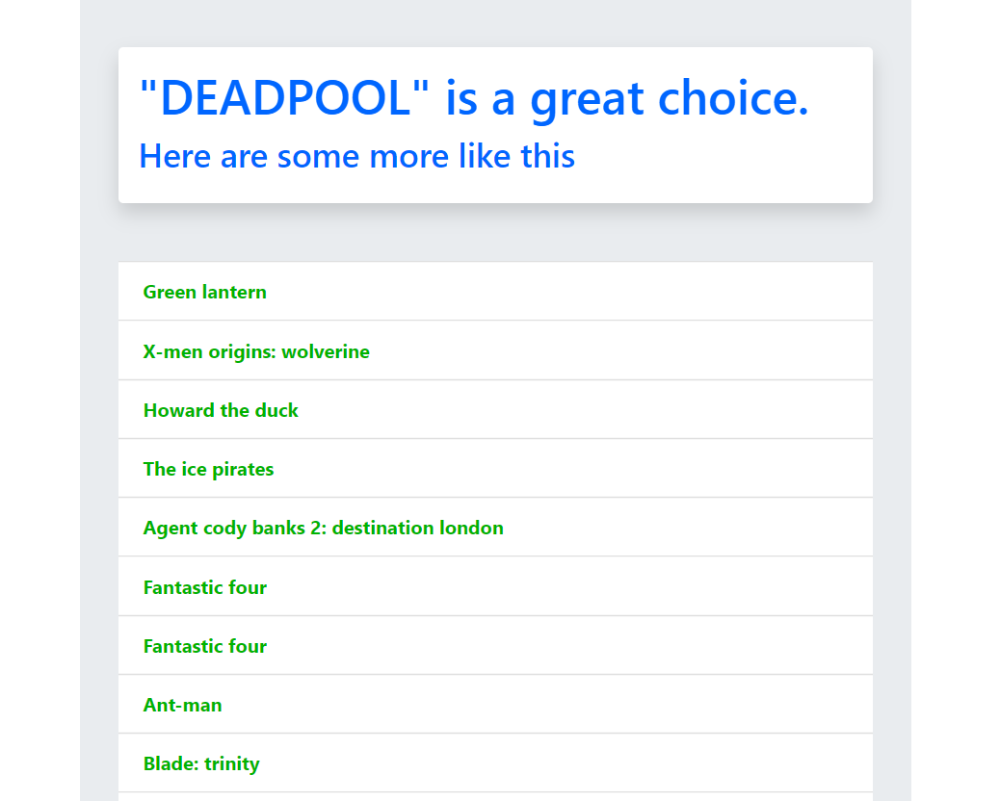 "DEADPOOL" is a great choice.
Here are some more like this
Green lantern
X-men origins: wolverine
Howard the duck
The ice pirates
Agent cody banks 2: destination london
Fantastic four
Fantastic four
Ant-man
Blade: trinity